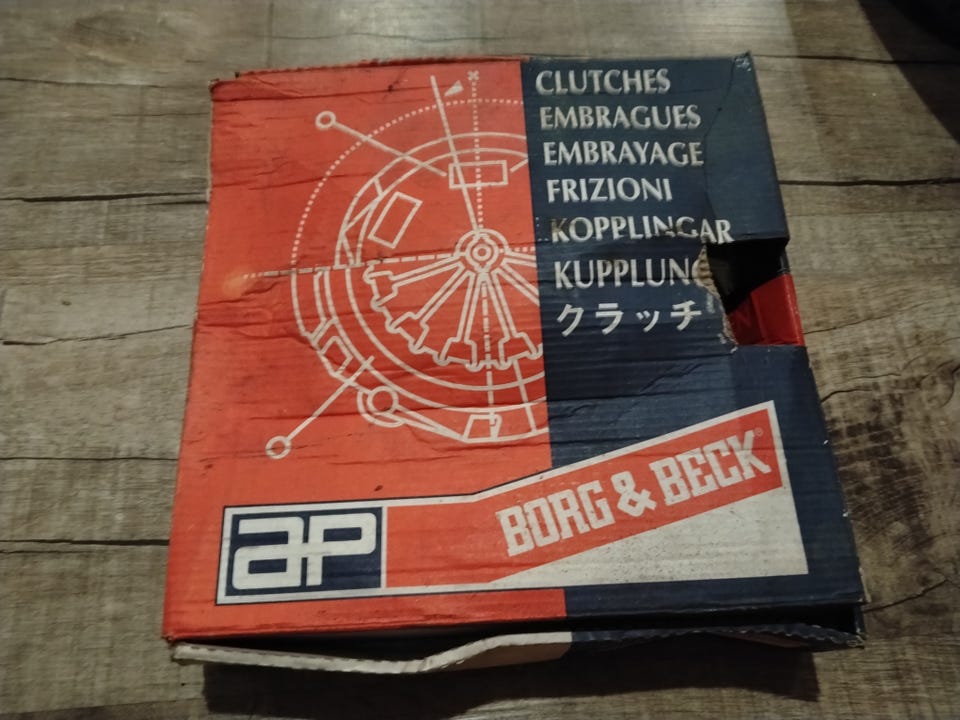 CLUTCHES
EMBRAGUES
EMBRAYAGE
FRIZIONI
KOPPLINGAR
KUPPLUNG
クラッチ
BORG & BECK®
ap